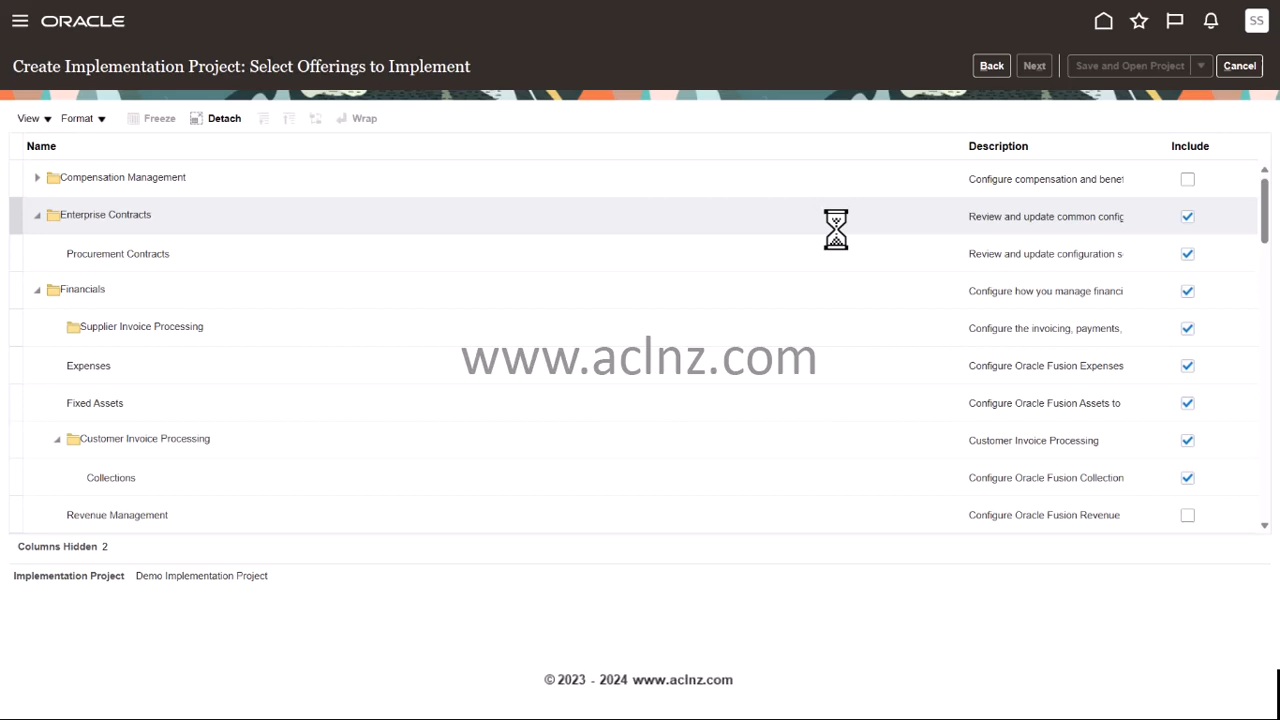 ORACLE
SS
Create Implementation Project: Select Offerings to Implement
Back Next Save and Open Project Cancel
View Format Freeze Detach Wrap
Name Description Include
Compensation Management Configure compensation and benef
Enterprise Contracts Review and update common config
Procurement Contracts Review and update configuration s
Financials Configure how you manage financi
Supplier Invoice Processing Configure the invoicing, payments,
Expenses Configure Oracle Fusion Expenses
Fixed Assets Configure Oracle Fusion Assets to
Customer Invoice Processing Customer Invoice Processing
Collections Configure Oracle Fusion Collection
Revenue Management Configure Oracle Fusion Revenue
www.aclnz.com
Columns Hidden 2
Implementation Project Demo Implementation Project
© 2023 - 2024 www.aclnz.com